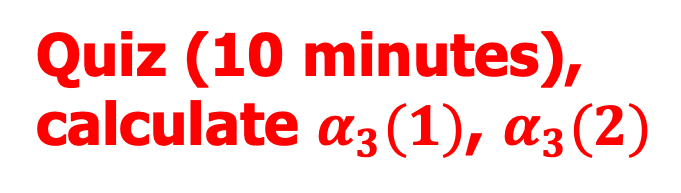 Quiz (10 minutes),
calculate 𝜶₃(𝟏), 𝜶₃(𝟐)